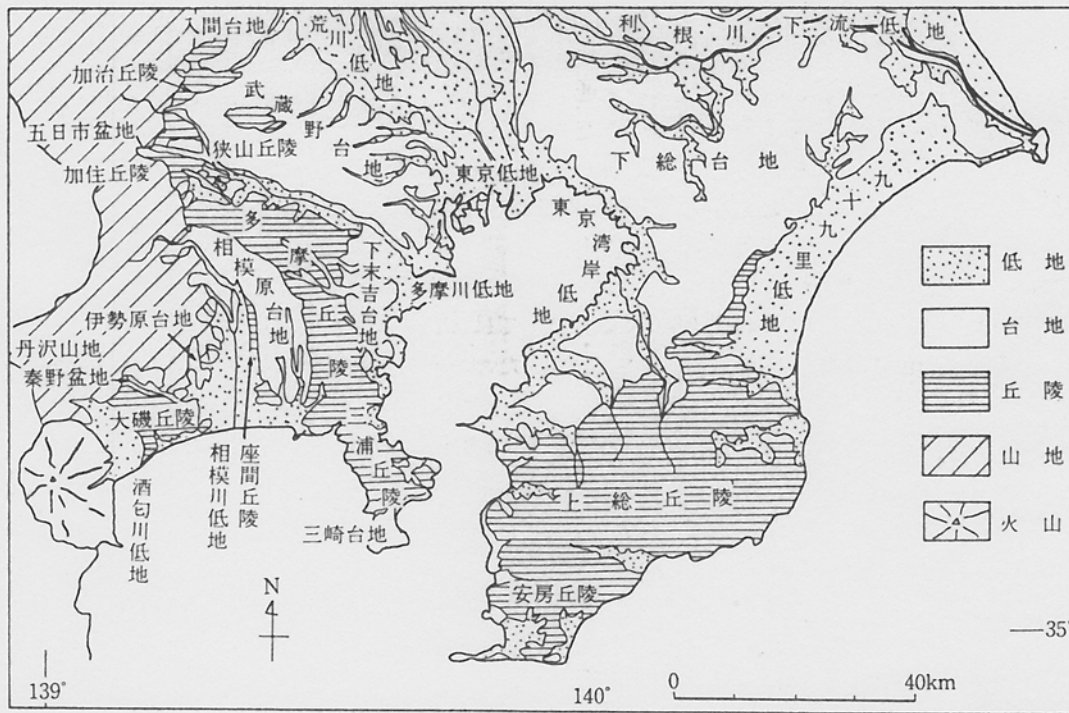 入間台地
荒川低地
利根川下流低地
加治丘陵
武蔵野台地
五日市盆地
狭山丘陵
加住丘陵
東京低地
下総台地
九十九里低地
東京湾岸低地
多摩丘陵
相模原台地
下末吉台地
多摩川低地
伊勢原台地
丹沢山地
秦野盆地
大磯丘陵
三浦丘陵
座間丘陵
相模川低地
酒匂川低地
三崎台地
上総丘陵
安房丘陵
低地
台地
丘陵
山地
火山
N
35°
139°
140°
0
40km